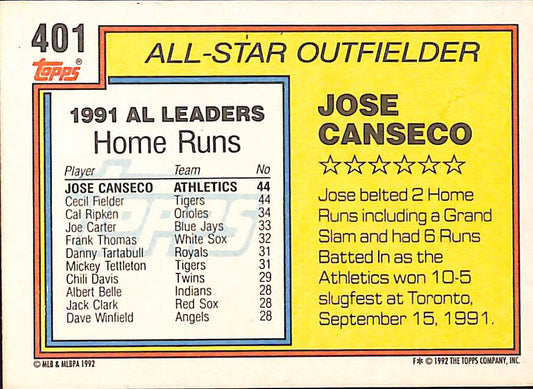 401
Topps®
ALL-STAR OUTFIELDER
1991 AL LEADERS
Home Runs
Player Team No
JOSE CANSECO ATHLETICS 44
Cecil Fielder Tigers 44
Cal Ripken Orioles 34
Joe Carter Blue Jays 33
Frank Thomas White Sox 32
Danny Tartabull Royals 31
Mickey Tettleton Tigers 31
Chili Davis Twins 29
Albert Belle Indians 28
Jack Clark Red Sox 28
Dave Winfield Angels 28
TOPPS
JOSE
CANSECO
☆☆☆☆☆☆
Jose belted 2 Home
Runs including a Grand
Slam and had 6 Runs
Batted In as the
Athletics won 10-5
slugfest at Toronto,
September 15, 1991.
© MLB & MLBPA 1992
F✻ © 1992 THE TOPPS COMPANY, INC.